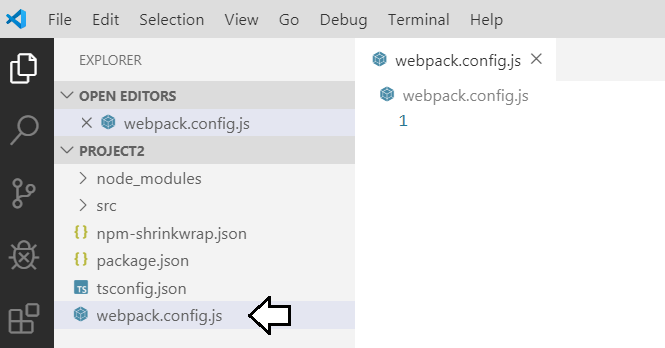 File Edit Selection View Go Debug Terminal Help
EXPLORER
OPEN EDITORS
webpack.config.js
PROJECT2
node_modules
src
{} npm-shrinkwrap.json
{} package.json
TS tsconfig.json
webpack.config.js
webpack.config.js
webpack.config.js
1